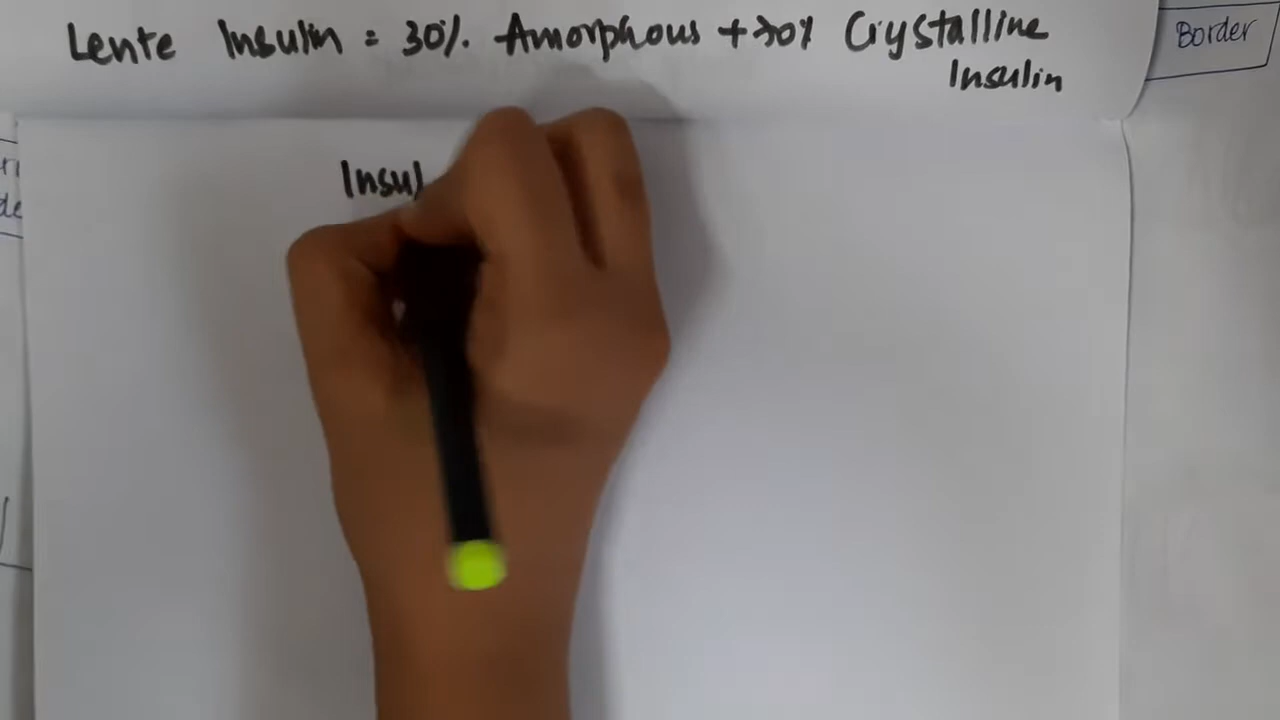 Lente Insulin = 30% Amorphous + 70% Crystalline
Insulin
Border
Insul